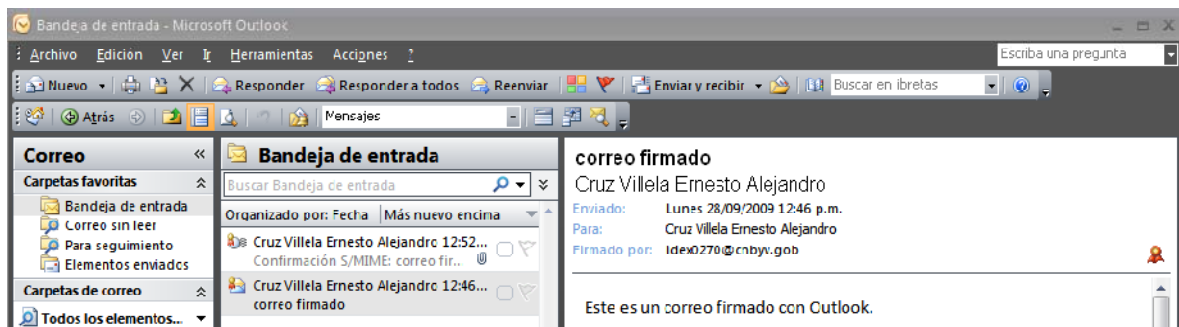 Bandeja de entrada - Microsoft Outlook
Archivo Edición Ver Ir Herramientas Acciones ? Escriba una pregunta
Nuevo Responder Responder a todos Reenviar Enviar y recibir Buscar en libretas
Atrás Mensajes
Correo «
Carpetas favoritas
Bandeja de entrada
Correo sin leer
Para seguimiento
Elementos enviados
Carpetas de correo
Todos los elementos...
Bandeja de entrada
Buscar Bandeja de entrada
Organizado por: Fecha Más nuevo encima
Cruz Villela Ernesto Alejandro 12:52...
Confirmación S/MIME: correo fir..
Cruz Villela Ernesto Alejandro 12:46...
correo firmado
correo firmado
Cruz Villela Ernesto Alejandro
Enviado: Lunes 28/09/2009 12:46 p.m.
Para: Cruz Villela Ernesto Alejandro
Firmado por: Idex0270@cnbv.gob
Este es un correo firmado con Outlook.